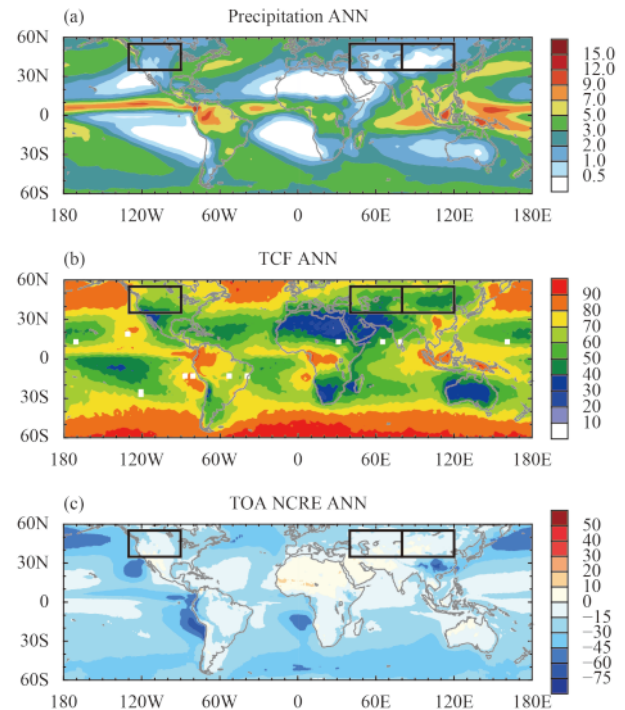 (a) Precipitation ANN
60N
30N
0
30S
60S
180 120W 60W 0 60E 120E 180E
15.0
12.0
9.0
7.0
5.0
3.0
2.0
1.0
0.5
(b) TCF ANN
60N
30N
0
30S
60S
180 120W 60W 0 60E 120E 180E
90
80
70
60
50
40
30
20
10
(c) TOA NCRE ANN
60N
30N
0
30S
60S
180 120W 60W 0 60E 120E 180E
50
40
30
20
10
0
−15
−30
−45
−60
−75